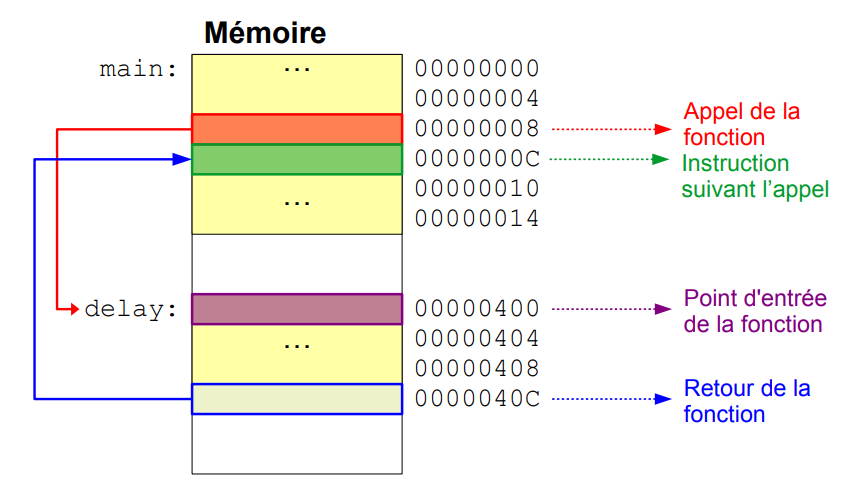 Mémoire
main: ... 00000000
00000004
00000008 Appel de la
fonction
0000000C Instruction
suivant l’appel
00000010
... 00000014
delay: 00000400 Point d'entrée
de la fonction
... 00000404
00000408
0000040C Retour de la
fonction